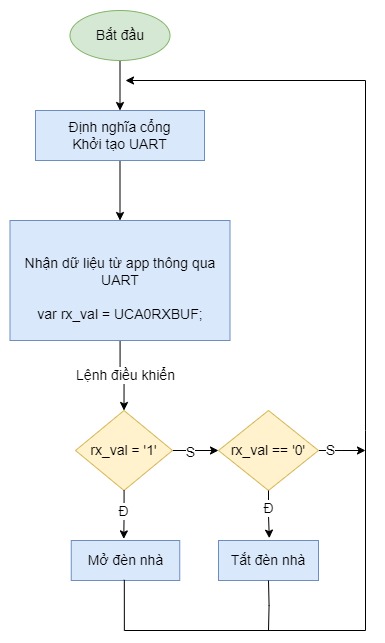 Bắt đầu
Định nghĩa cổng
Khởi tạo UART
Nhận dữ liệu từ app thông qua
UART
var rx_val = UCA0RXBUF;
Lệnh điều khiển
rx_val = '1'
S
rx_val == '0'
S
Đ
Đ
Mở đèn nhà
Tắt đèn nhà